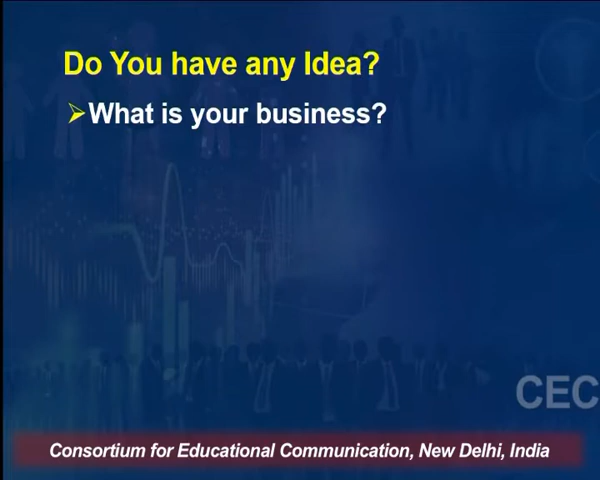 Do You have any Idea?
➢What is your business?
CEC
Consortium for Educational Communication, New Delhi, India